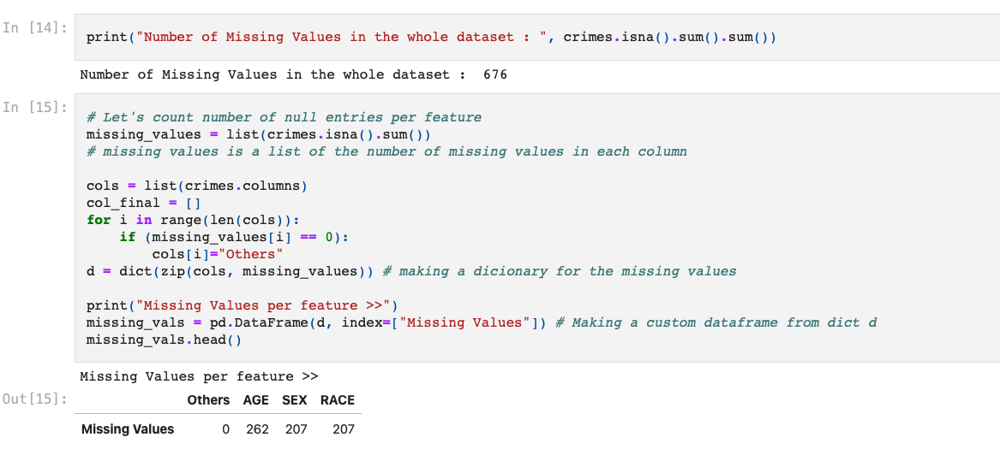 In [14]:
print("Number of Missing Values in the whole dataset : ", crimes.isna().sum().sum())
Number of Missing Values in the whole dataset :  676
In [15]:
# Let's count number of null entries per feature
missing_values = list(crimes.isna().sum())
# missing values is a list of the number of missing values in each column
cols = list(crimes.columns)
col_final = []
for i in range(len(cols)):
    if (missing_values[i] == 0):
        cols[i]="Others"
d = dict(zip(cols, missing_values)) # making a dicionary for the missing values
print("Missing Values per feature >>")
missing_vals = pd.DataFrame(d, index=["Missing Values"]) # Making a custom dataframe from dict d
missing_vals.head()
Missing Values per feature >>
Out[15]:
Others AGE SEX RACE
Missing Values 0 262 207 207